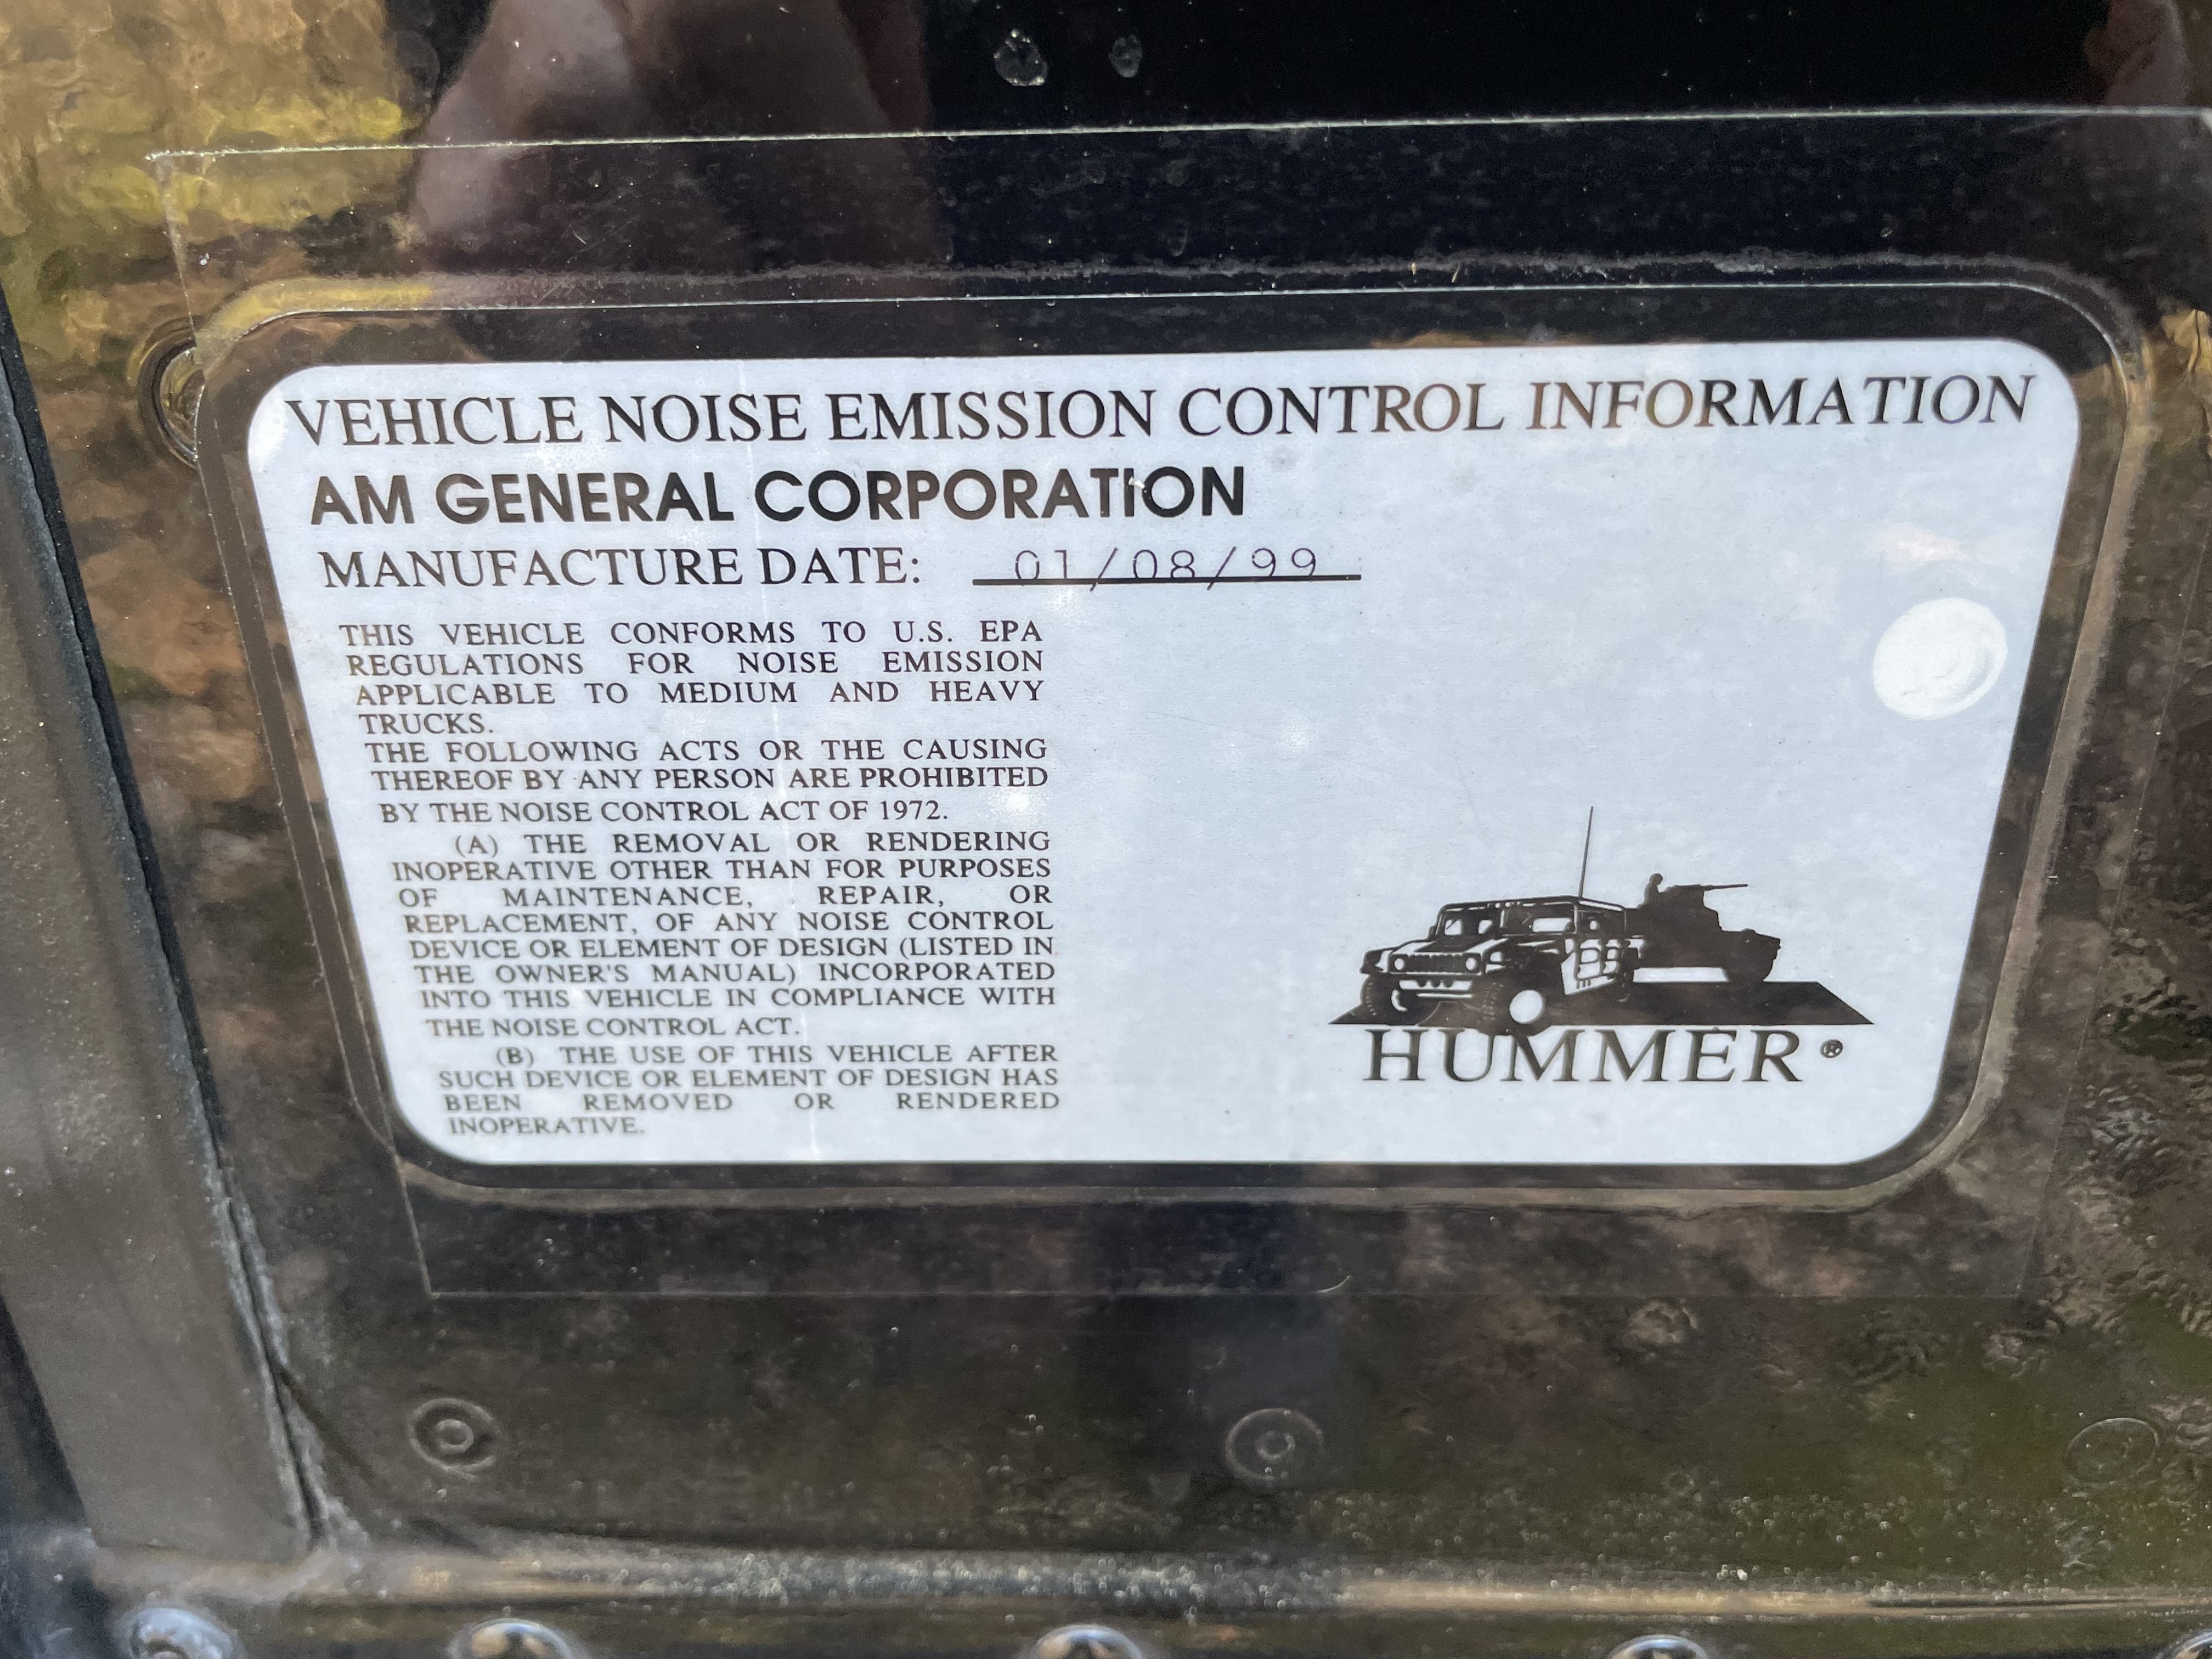 VEHICLE NOISE EMISSION CONTROL INFORMATION
AM GENERAL CORPORATION
MANUFACTURE DATE: 01/08/99
THIS VEHICLE CONFORMS TO U.S. EPA
REGULATIONS FOR NOISE EMISSION
APPLICABLE TO MEDIUM AND HEAVY
TRUCKS.
THE FOLLOWING ACTS OR THE CAUSING
THEREOF BY ANY PERSON ARE PROHIBITED
BY THE NOISE CONTROL ACT OF 1972.
(A) THE REMOVAL OR RENDERING
INOPERATIVE OTHER THAN FOR PURPOSES
OF MAINTENANCE, REPAIR, OR
REPLACEMENT, OF ANY NOISE CONTROL
DEVICE OR ELEMENT OF DESIGN (LISTED IN
THE OWNER'S MANUAL) INCORPORATED
INTO THIS VEHICLE IN COMPLIANCE WITH
THE NOISE CONTROL ACT.
(B) THE USE OF THIS VEHICLE AFTER
SUCH DEVICE OR ELEMENT OF DESIGN HAS
BEEN REMOVED OR RENDERED
INOPERATIVE.
HUMMER®